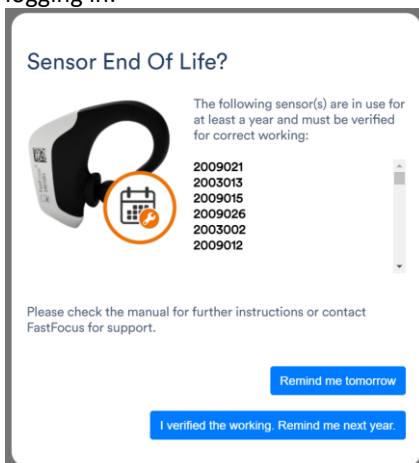 logging in.
Sensor End Of Life?
The following sensor(s) are in use for
at least a year and must be verified
for correct working:
2009021
2003013
2009015
2009026
2003002
2009012
Please check the manual for further instructions or contact
FastFocus for support.
Remind me tomorrow
I verified the working. Remind me next year.